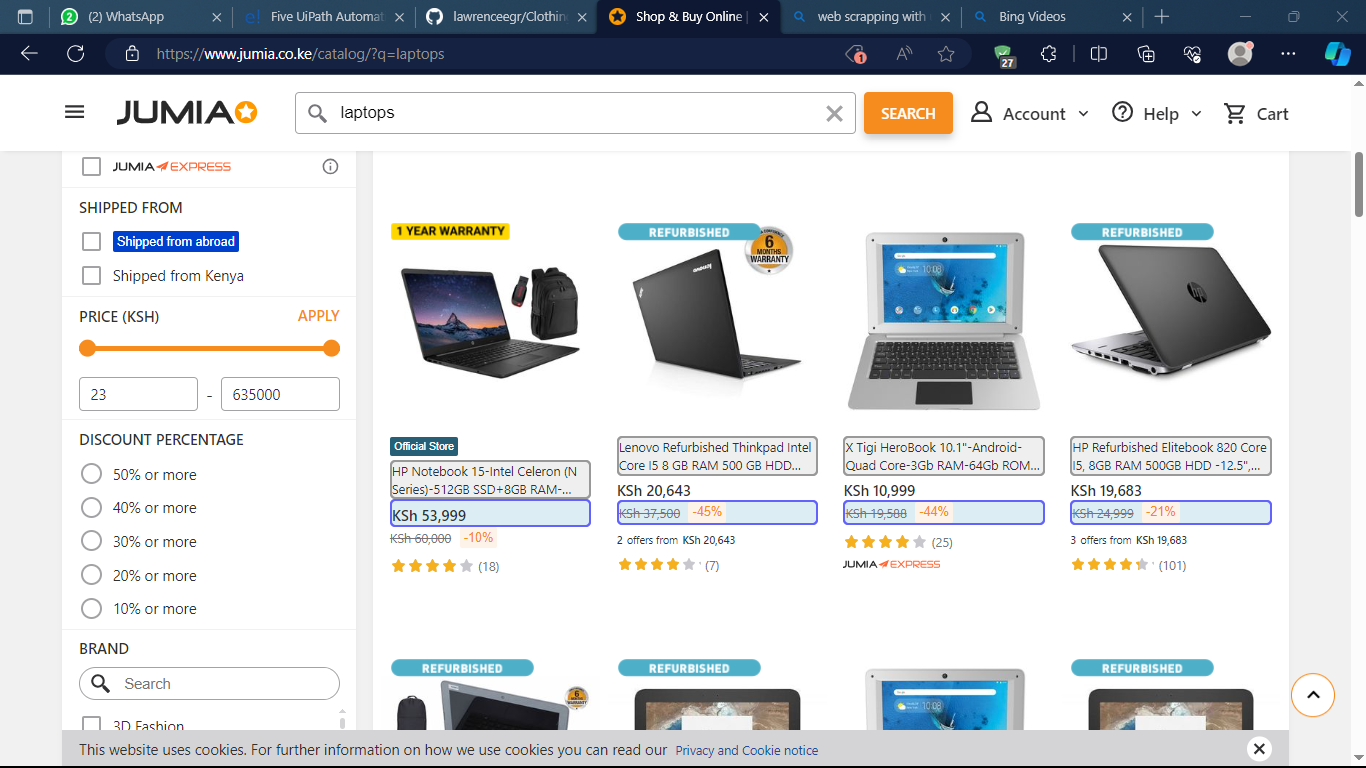 (2) WhatsApp
Five UiPath Automat
lawrenceegr/Clothin
Shop & Buy Online |
web scrapping with
Bing Videos
https://www.jumia.co.ke/catalog/?q=laptops
1
27
JUMIA
laptops
SEARCH
Account
Help
Cart
JUMIA EXPRESS
SHIPPED FROM
Shipped from abroad
Shipped from Kenya
PRICE (KSH)
APPLY
23 - 635000
DISCOUNT PERCENTAGE
50% or more
40% or more
30% or more
20% or more
10% or more
BRAND
Search
3D Fashion
1 YEAR WARRANTY
Official Store
HP Notebook 15-Intel Celeron (N
Series)-512GB SSD+8GB RAM-...
KSh 53,999
KSh 60,000 -10%
(18)
REFURBISHED
6
MONTHS
WARRANTY
lenovo
Lenovo Refurbished Thinkpad Intel
Core I5 8 GB RAM 500 GB HDD...
KSh 20,643
KSh 37,500 -45%
2 offers from KSh 20,643
(7)
10:08
X Tigi HeroBook 10.1"-Android-
Quad Core-3Gb RAM-64Gb ROM...
KSh 10,999
KSh 19,588 -44%
(25)
JUMIA EXPRESS
REFURBISHED
hp
HP Refurbished Elitebook 820 Core
I5, 8GB RAM 500GB HDD -12.5",...
KSh 19,683
KSh 24,999 -21%
3 offers from KSh 19,683
(101)
REFURBISHED
REFURBISHED
10:08
REFURBISHED
This website uses cookies. For further information on how we use cookies you can read our Privacy and Cookie notice